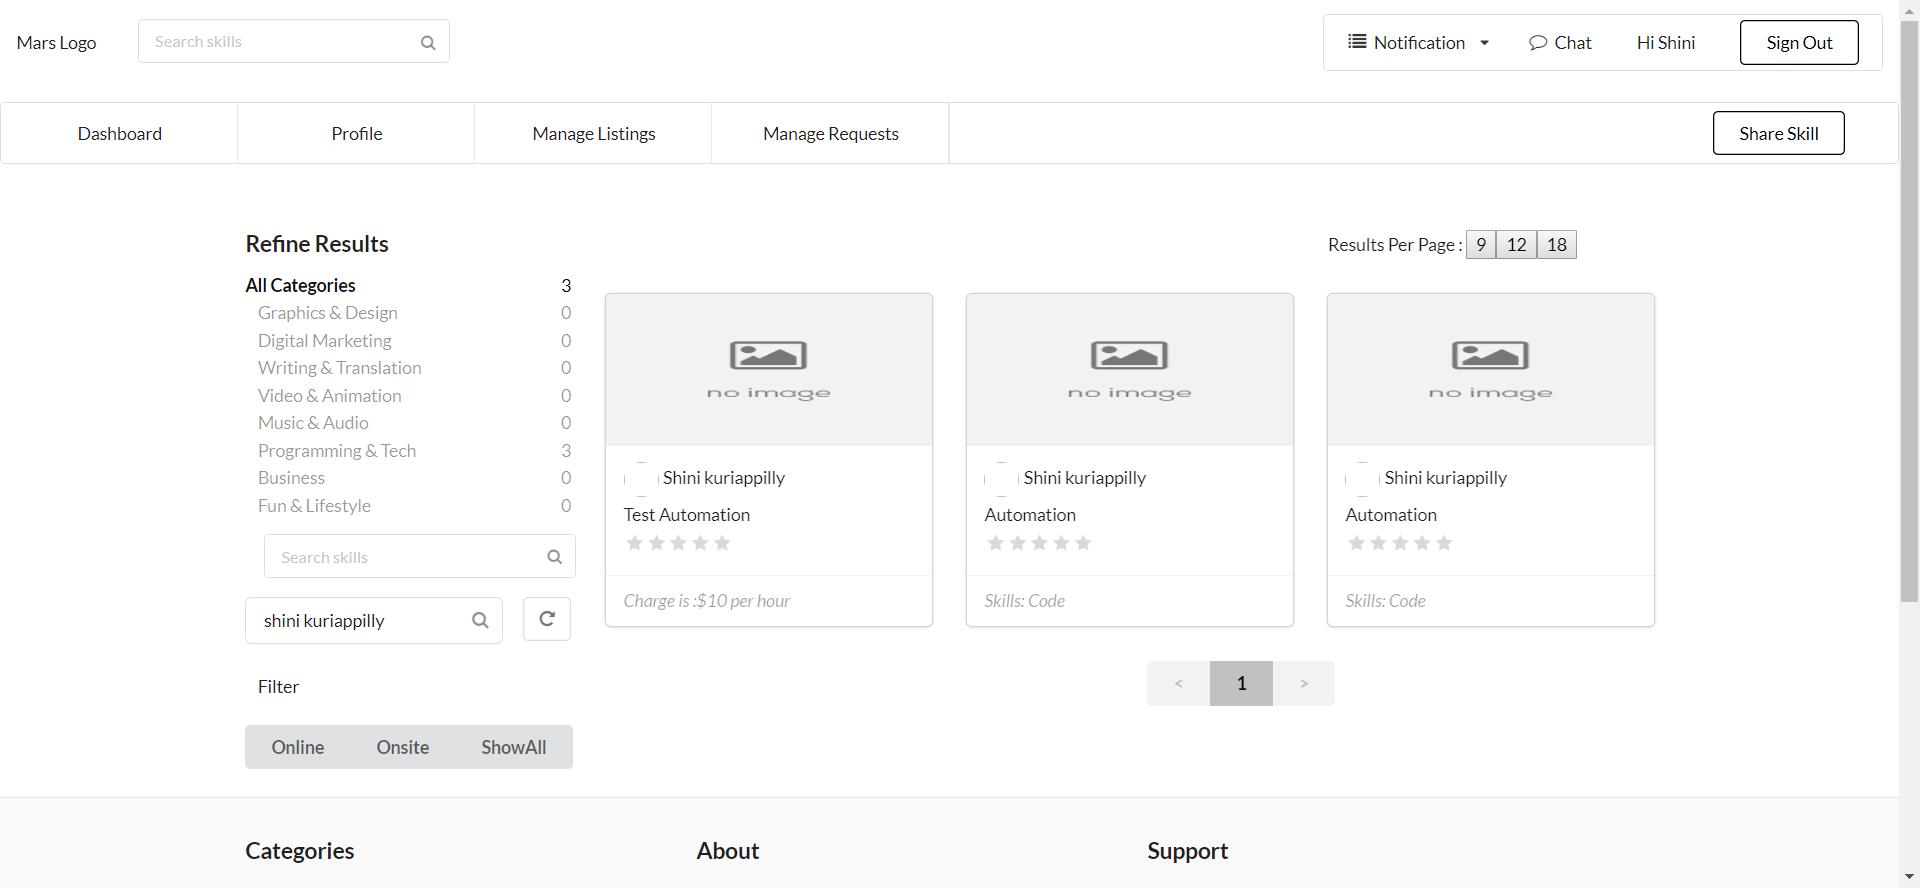 Mars Logo
Search skills
Notification
Chat
Hi Shini
Sign Out
Dashboard
Profile
Manage Listings
Manage Requests
Share Skill
Refine Results
Results Per Page : 9 12 18
All Categories 3
Graphics & Design 0
Digital Marketing 0
Writing & Translation 0
Video & Animation 0
Music & Audio 0
Programming & Tech 3
Business 0
Fun & Lifestyle 0
Search skills
shini kuriappilly
Filter
Online Onsite ShowAll
no image
Shini kuriappilly
Test Automation
Charge is :$10 per hour
no image
Shini kuriappilly
Automation
Skills: Code
no image
Shini kuriappilly
Automation
Skills: Code
< 1 >
Categories
About
Support